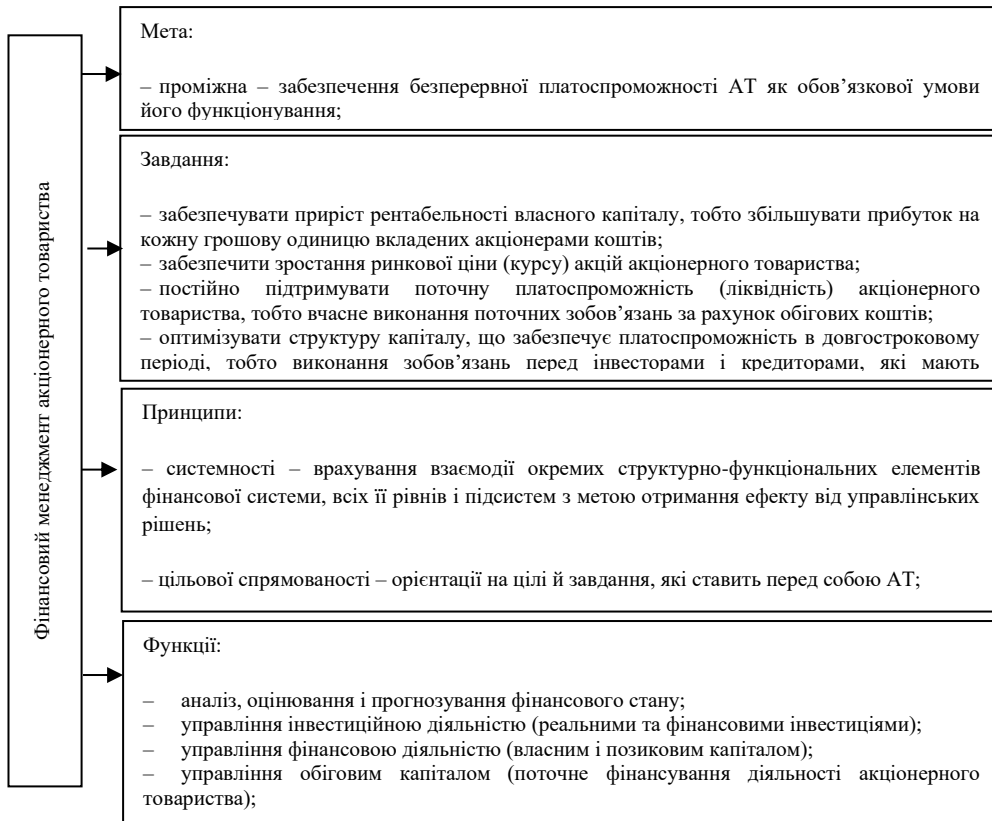 Фінансовий менеджмент акціонерного товариства
Мета:
– проміжна – забезпечення безперервної платоспроможності АТ як обов’язкової умови
його функціонування;
Завдання:
– забезпечувати приріст рентабельності власного капіталу, тобто збільшувати прибуток на
кожну грошову одиницю вкладених акціонерами коштів;
– забезпечити зростання ринкової ціни (курсу) акцій акціонерного товариства;
– постійно підтримувати поточну платоспроможність (ліквідність) акціонерного
товариства, тобто вчасне виконання поточних зобов’язань за рахунок обігових коштів;
– оптимізувати структуру капіталу, що забезпечує платоспроможність в довгостроковому
періоді, тобто виконання зобов’язань перед інвесторами і кредиторами, які мають
Принципи:
– системності – врахування взаємодії окремих структурно-функціональних елементів
фінансової системи, всіх її рівнів і підсистем з метою отримання ефекту від управлінських
рішень;
– цільової спрямованості – орієнтації на цілі й завдання, які ставить перед собою АТ;
Функції:
– аналіз, оцінювання і прогнозування фінансового стану;
– управління інвестиційною діяльністю (реальними та фінансовими інвестиціями);
– управління фінансовою діяльністю (власним і позиковим капіталом);
– управління обіговим капіталом (поточне фінансування діяльності акціонерного
товариства);